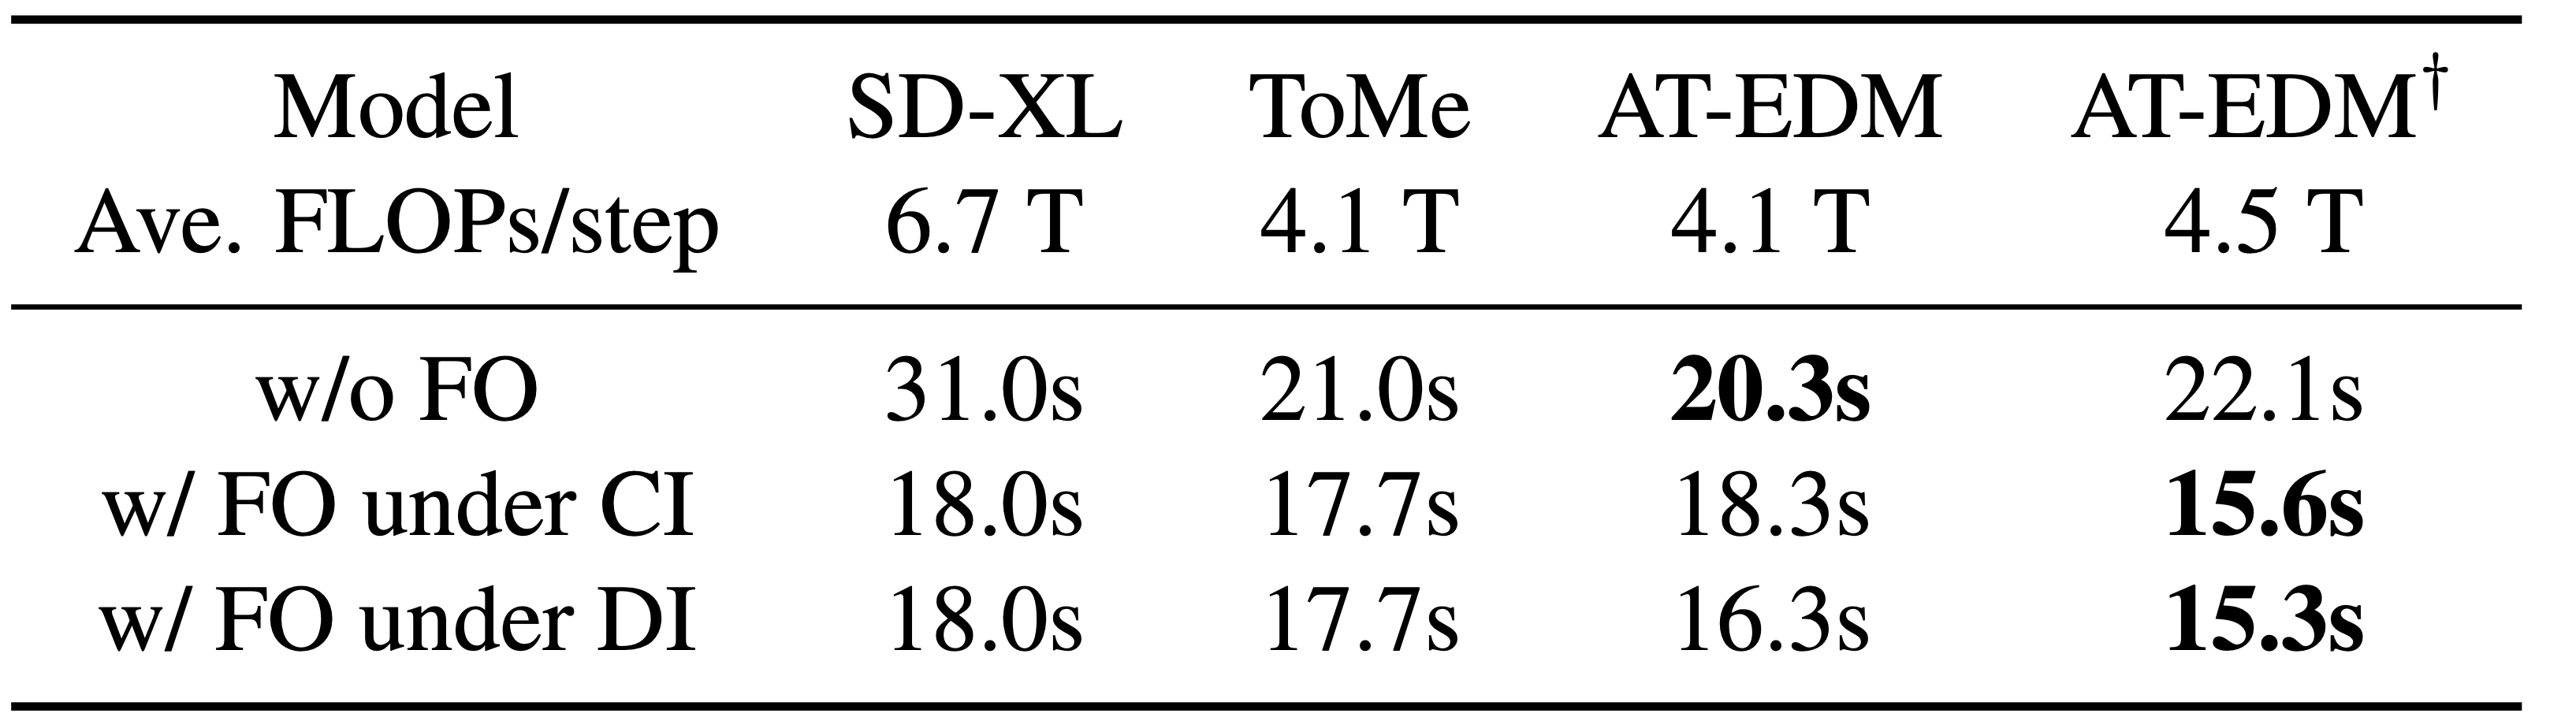 Model SD-XL ToMe AT-EDM AT-EDM†
Ave. FLOPs/step 6.7 T 4.1 T 4.1 T 4.5 T
w/o FO 31.0s 21.0s 20.3s 22.1s
w/ FO under CI 18.0s 17.7s 18.3s 15.6s
w/ FO under DI 18.0s 17.7s 16.3s 15.3s